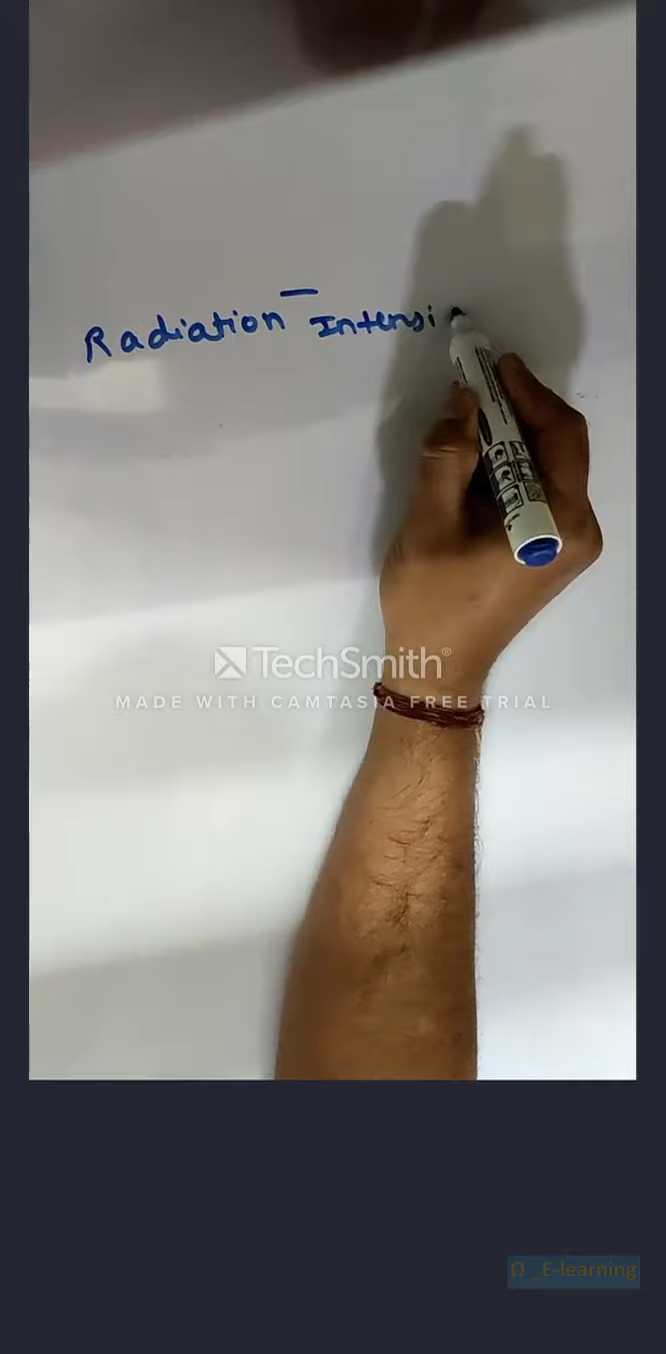 Radiation - Intensi
TechSmith®
MADE WITH CAMTASIA FREE TRIAL
Ω_E-learning